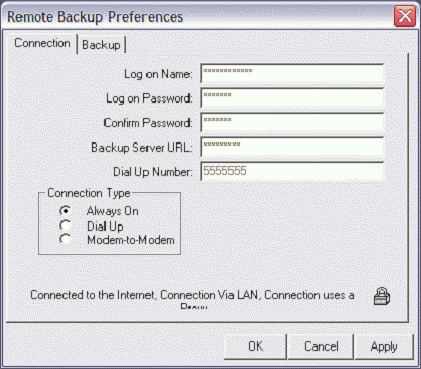 Remote Backup Preferences
Connection
Backup
Log on Name: ************
Log on Password: *******
Confirm Password: *******
Backup Server URL: *********
Dial Up Number: 5555555
Connection Type
Always On
Dial Up
Modem-to-Modem
Connected to the Internet, Connection Via LAN, Connection uses a
OK
Cancel
Apply